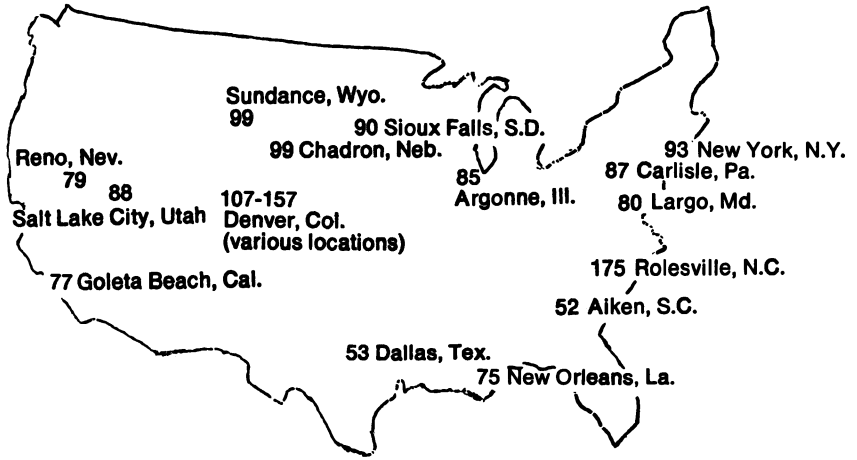 Sundance, Wyo.
99
90 Sioux Falls, S.D.
99 Chadron, Neb.
93 New York, N.Y.
Reno, Nev.
79
87 Carlisle, Pa.
85
Argonne, Ill.
88
Salt Lake City, Utah
107-157
Denver, Col.
(various locations)
80 Largo, Md.
175 Rolesville, N.C.
77 Goleta Beach, Cal.
52 Aiken, S.C.
53 Dallas, Tex.
75 New Orleans, La.